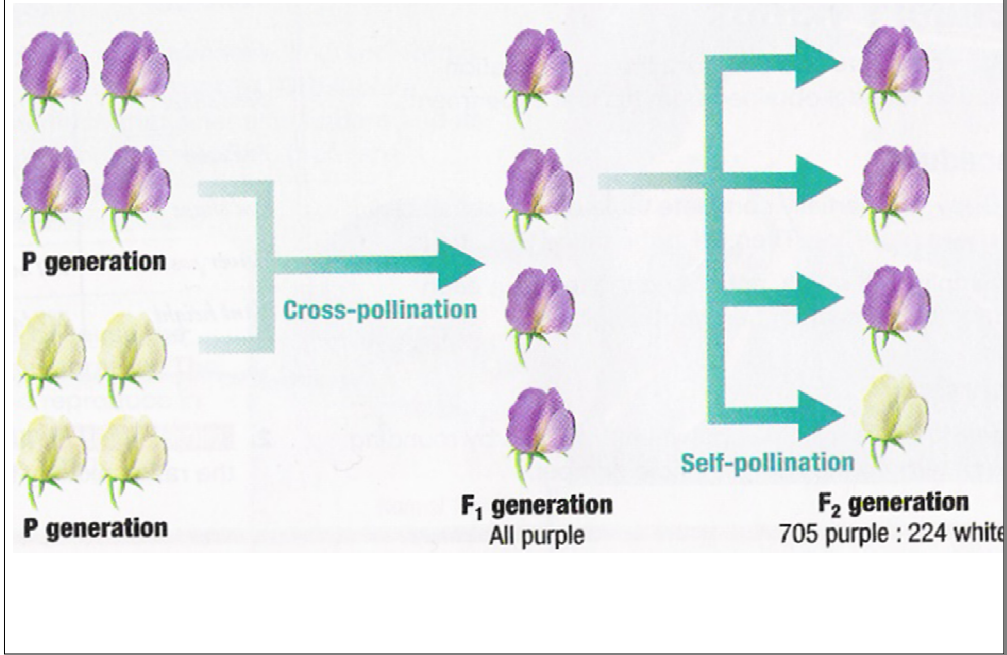 P generation
Cross-pollination
P generation
F₁ generation
All purple
Self-pollination
F₂ generation
705 purple : 224 white